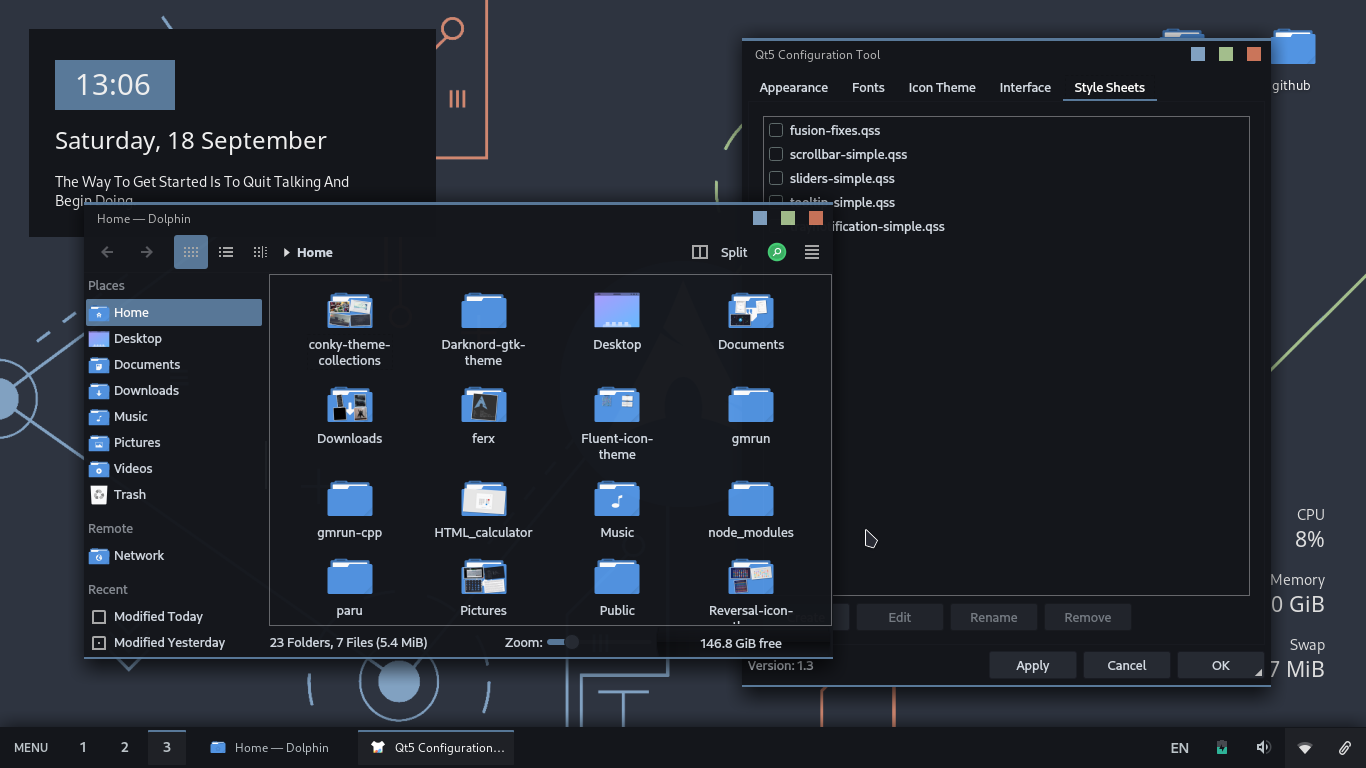 13:06
Saturday, 18 September
The Way To Get Started Is To Quit Talking And
Begin Doing
github
Qt5 Configuration Tool
Appearance
Fonts
Icon Theme
Interface
Style Sheets
fusion-fixes.qss
scrollbar-simple.qss
sliders-simple.qss
tooltip-simple.qss
ification-simple.qss
Edit
Rename
Remove
Version: 1.3
Apply
Cancel
OK
Home — Dolphin
Home
Split
Places
Home
Desktop
Documents
Downloads
Music
Pictures
Videos
Trash
Remote
Network
Recent
Modified Today
Modified Yesterday
conky-theme-
collections
Darknord-gtk-
theme
Desktop
Documents
Downloads
ferx
Fluent-icon-
theme
gmrun
gmrun-cpp
HTML_calculator
Music
node_modules
paru
Pictures
Public
Reversal-icon-
23 Folders, 7 Files (5.4 MiB)
Zoom:
146.8 GiB free
CPU
8%
Memory
0 GiB
Swap
7 MiB
MENU
1
2
3
Home — Dolphin
Qt5 Configuration...
EN